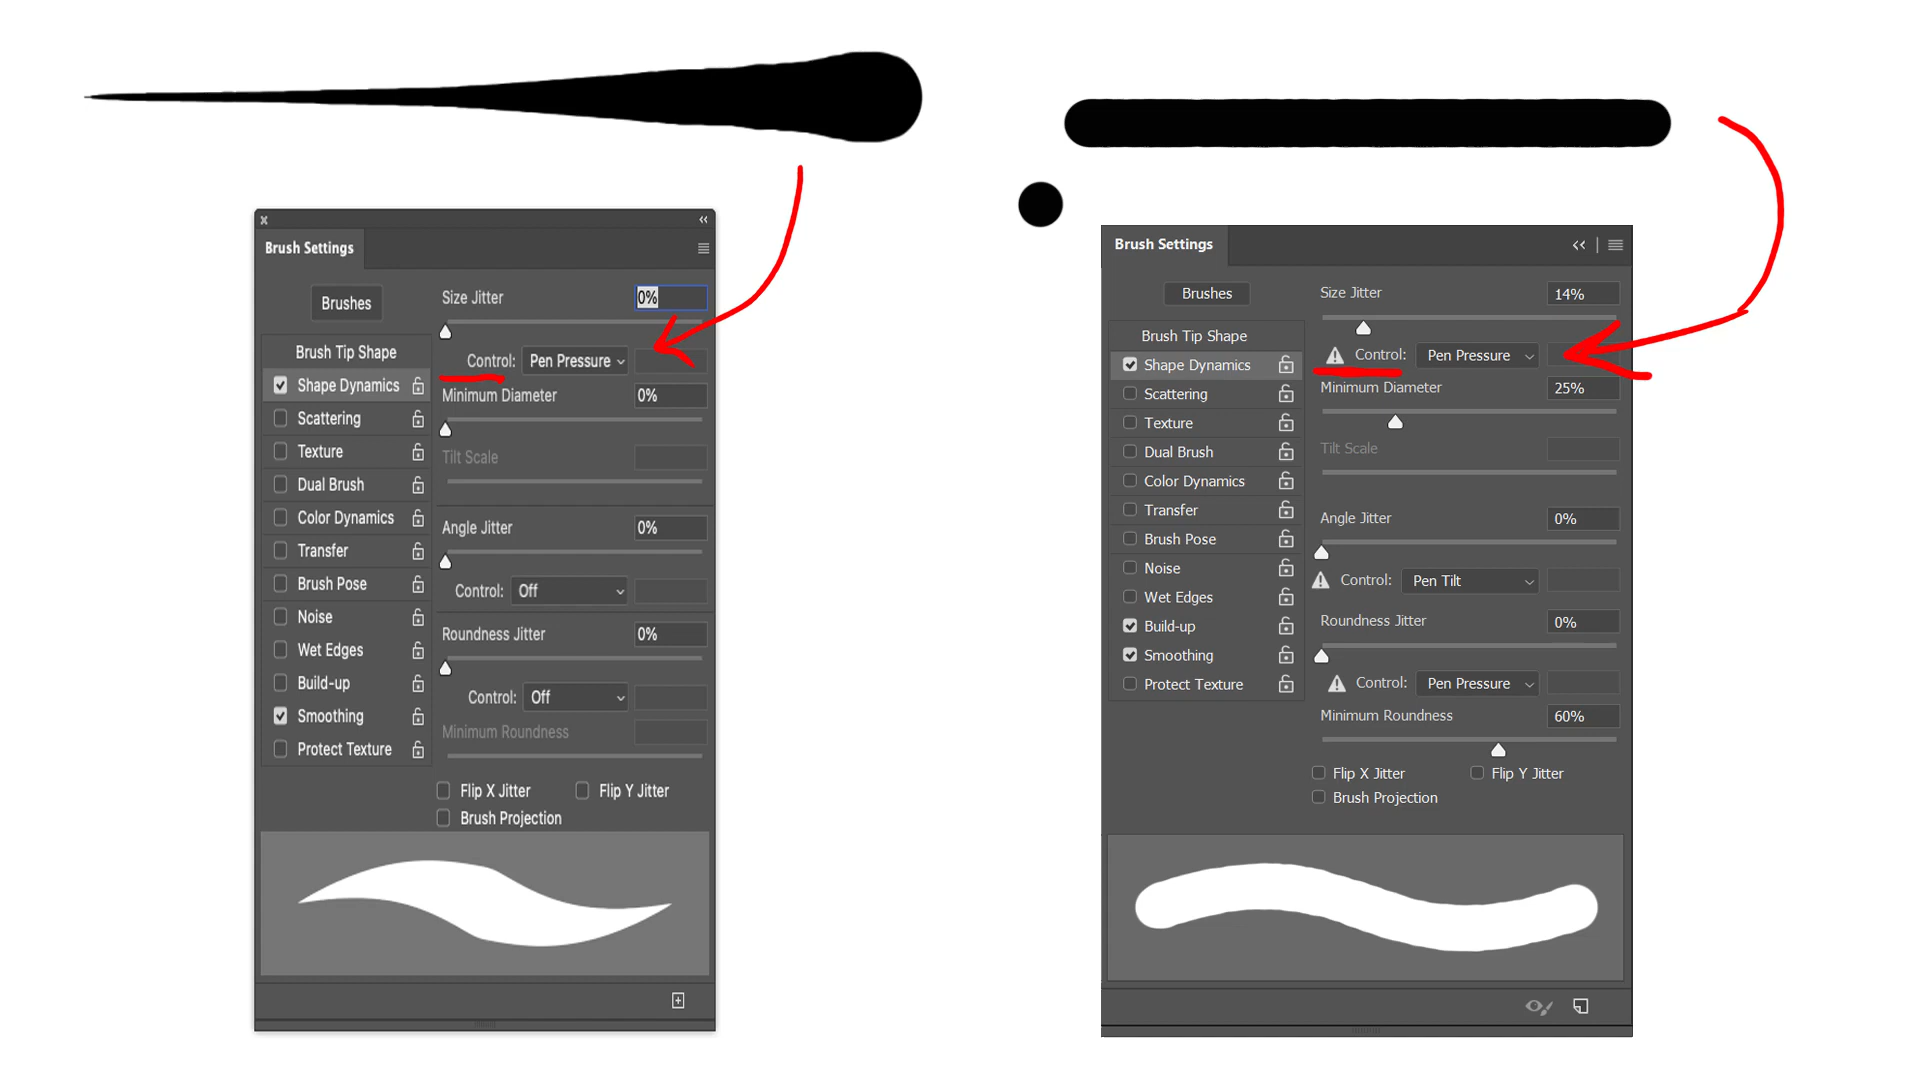 Brush Settings
Brushes
Brush Tip Shape
Shape Dynamics
Scattering
Texture
Dual Brush
Color Dynamics
Transfer
Brush Pose
Noise
Wet Edges
Build-up
Smoothing
Protect Texture
Size Jitter 0%
Control: Pen Pressure
Minimum Diameter 0%
Tilt Scale
Angle Jitter 0%
Control: Off
Roundness Jitter 0%
Control: Off
Minimum Roundness
Flip X Jitter Flip Y Jitter
Brush Projection
Brush Settings
Brushes
Brush Tip Shape
Shape Dynamics
Scattering
Texture
Dual Brush
Color Dynamics
Transfer
Brush Pose
Noise
Wet Edges
Build-up
Smoothing
Protect Texture
Size Jitter 14%
Control: Pen Pressure
Minimum Diameter 25%
Tilt Scale
Angle Jitter 0%
Control: Pen Tilt
Roundness Jitter 0%
Control: Pen Pressure
Minimum Roundness 60%
Flip X Jitter Flip Y Jitter
Brush Projection